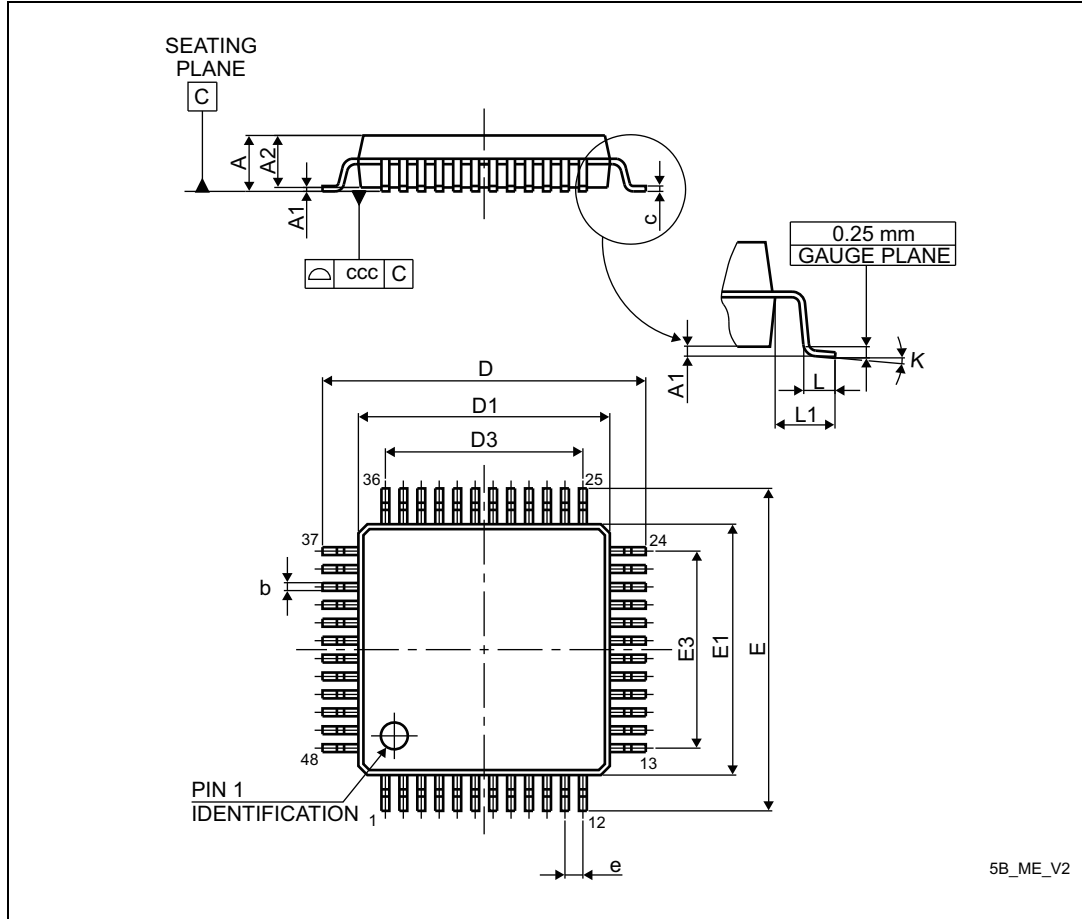 SEATING
PLANE
C
A
A2
A1
c
ccc C
0.25 mm
GAUGE PLANE
A1
K
L
L1
D
D1
D3
36
25
37
24
b
E3
E1
E
48
13
PIN 1
IDENTIFICATION
1
12
e
5B_ME_V2